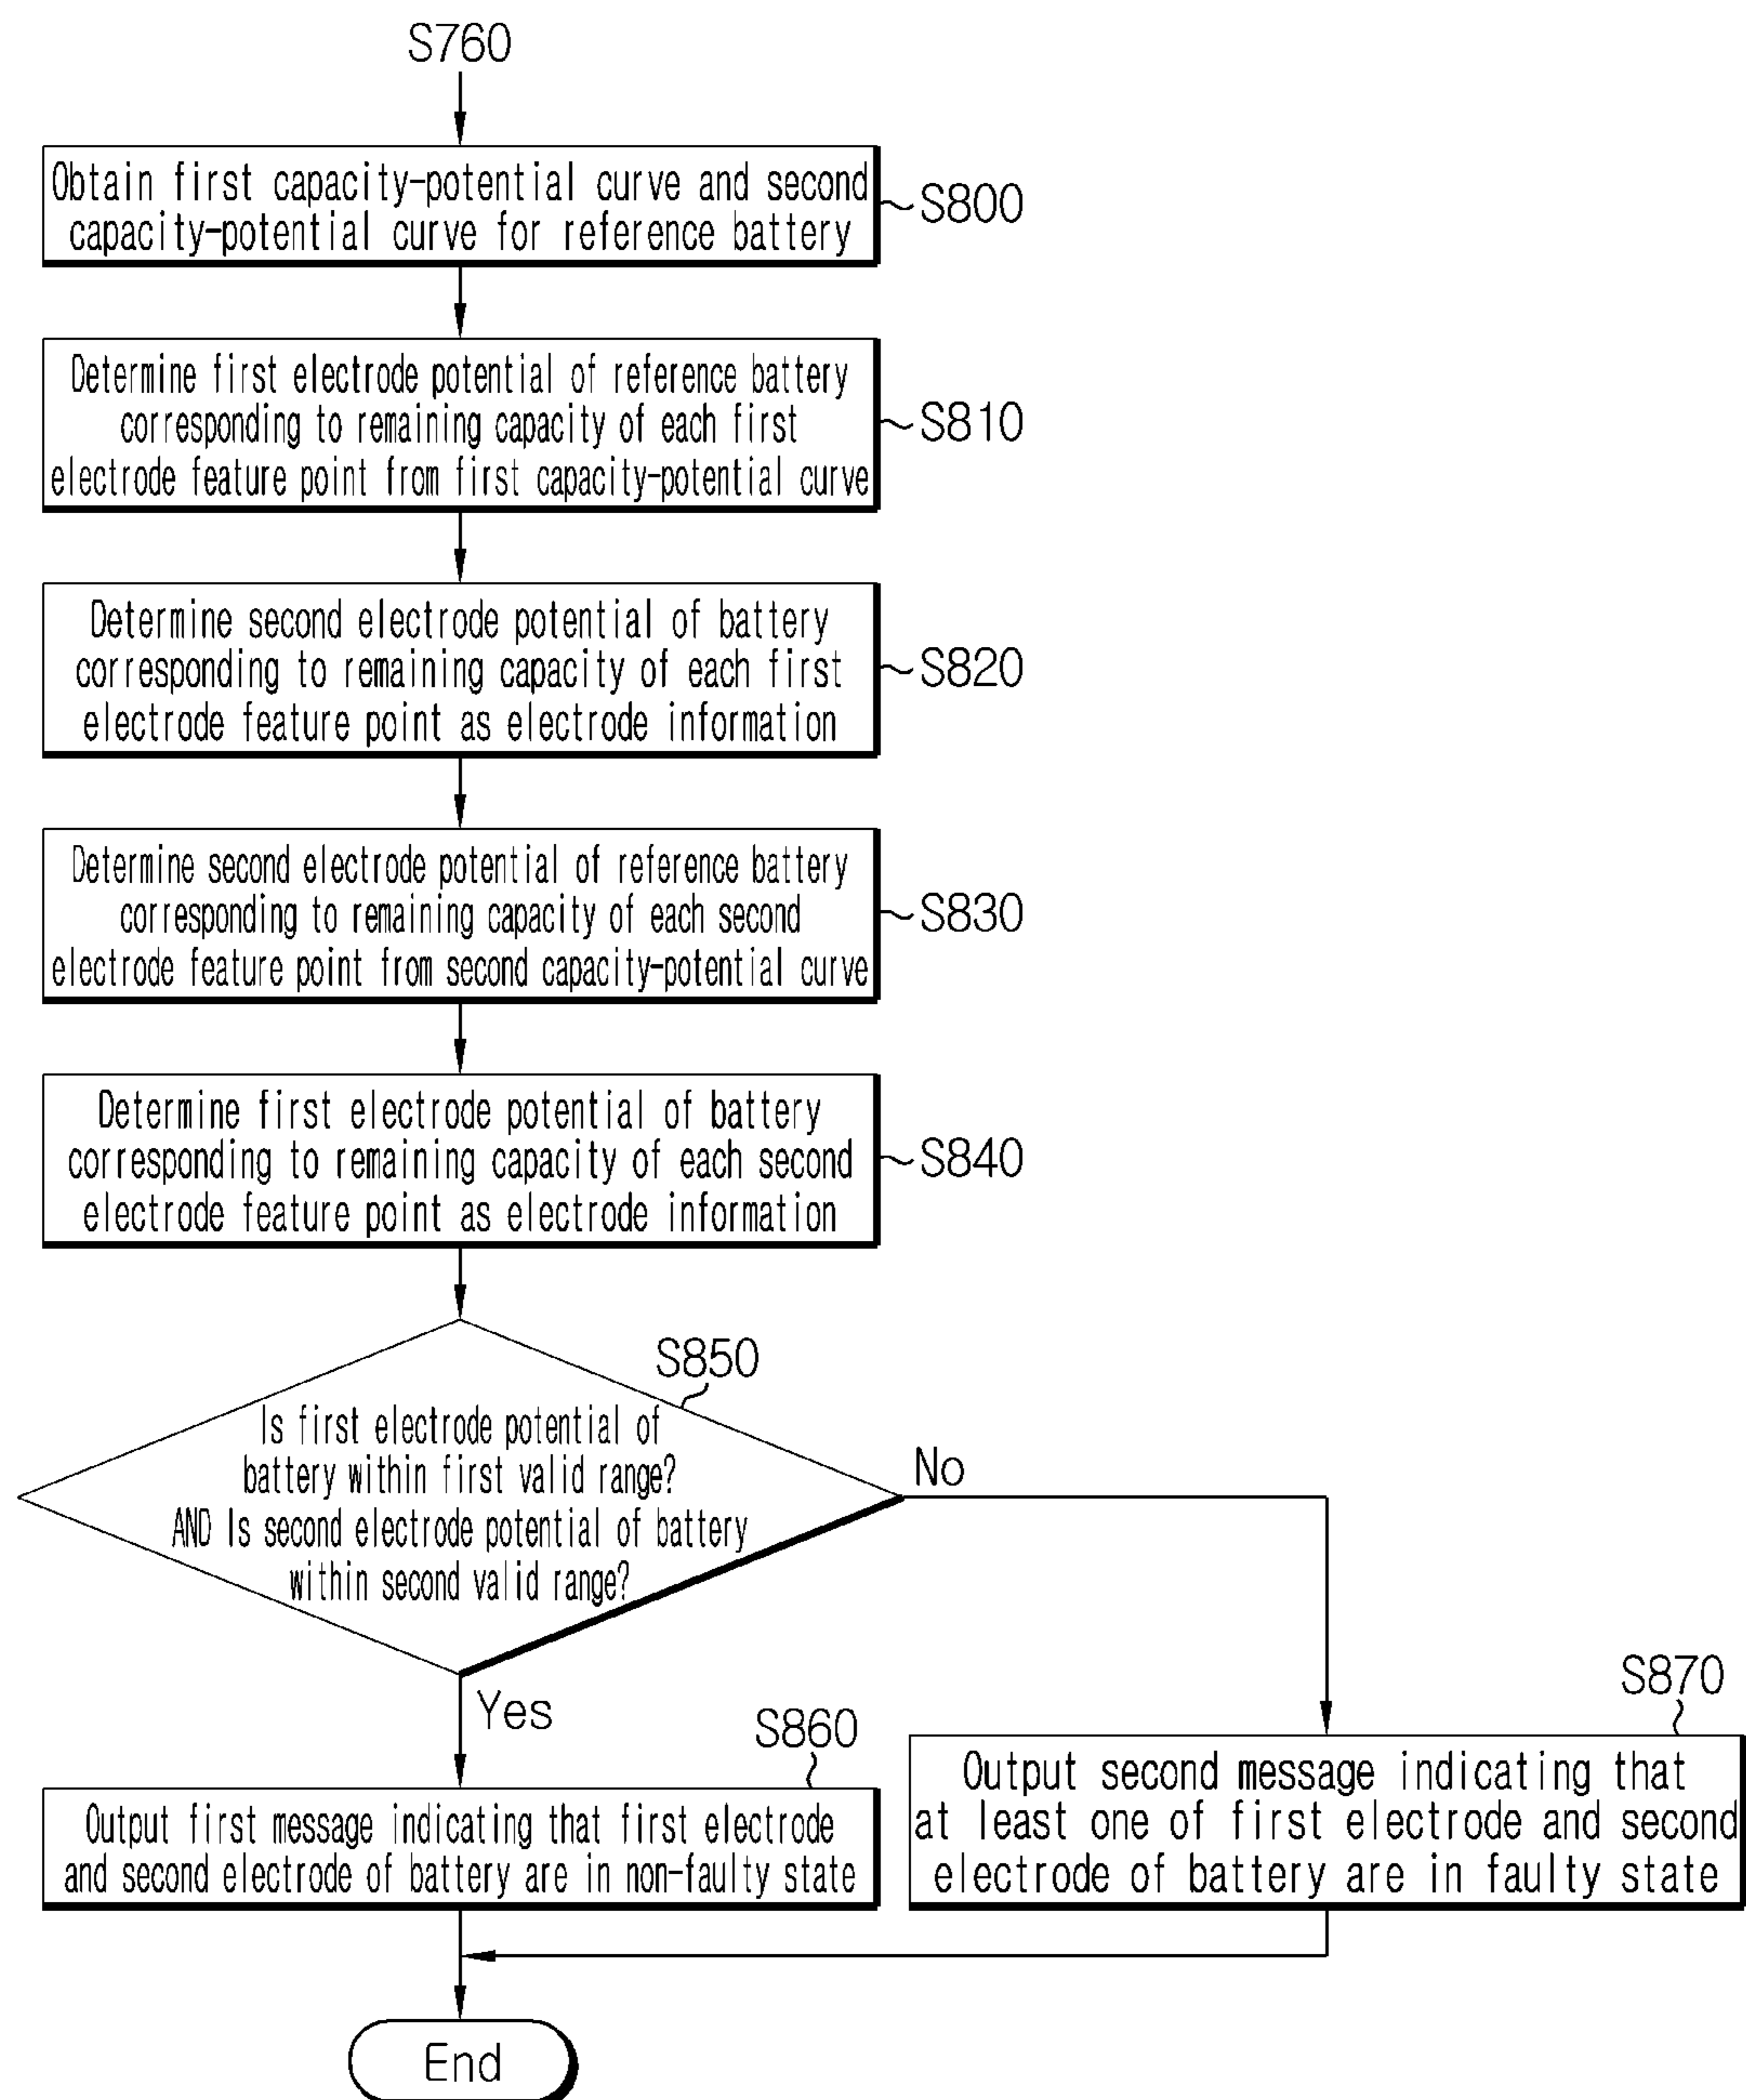 S760
Obtain first capacity-potential curve and second
capacity-potential curve for reference battery
S800
Determine first electrode potential of reference battery
corresponding to remaining capacity of each first
electrode feature point from first capacity-potential curve
S810
Determine second electrode potential of battery
corresponding to remaining capacity of each first
electrode feature point as electrode information
S820
Determine second electrode potential of reference battery
corresponding to remaining capacity of each second
electrode feature point from second capacity-potential curve
S830
Determine first electrode potential of battery
corresponding to remaining capacity of each second
electrode feature point as electrode information
S840
S850
Is first electrode potential of
battery within first valid range?
AND Is second electrode potential of battery
within second valid range?
No
Yes
S860
Output first message indicating that first electrode
and second electrode of battery are in non-faulty state
S870
Output second message indicating that
at least one of first electrode and second
electrode of battery are in faulty state
End